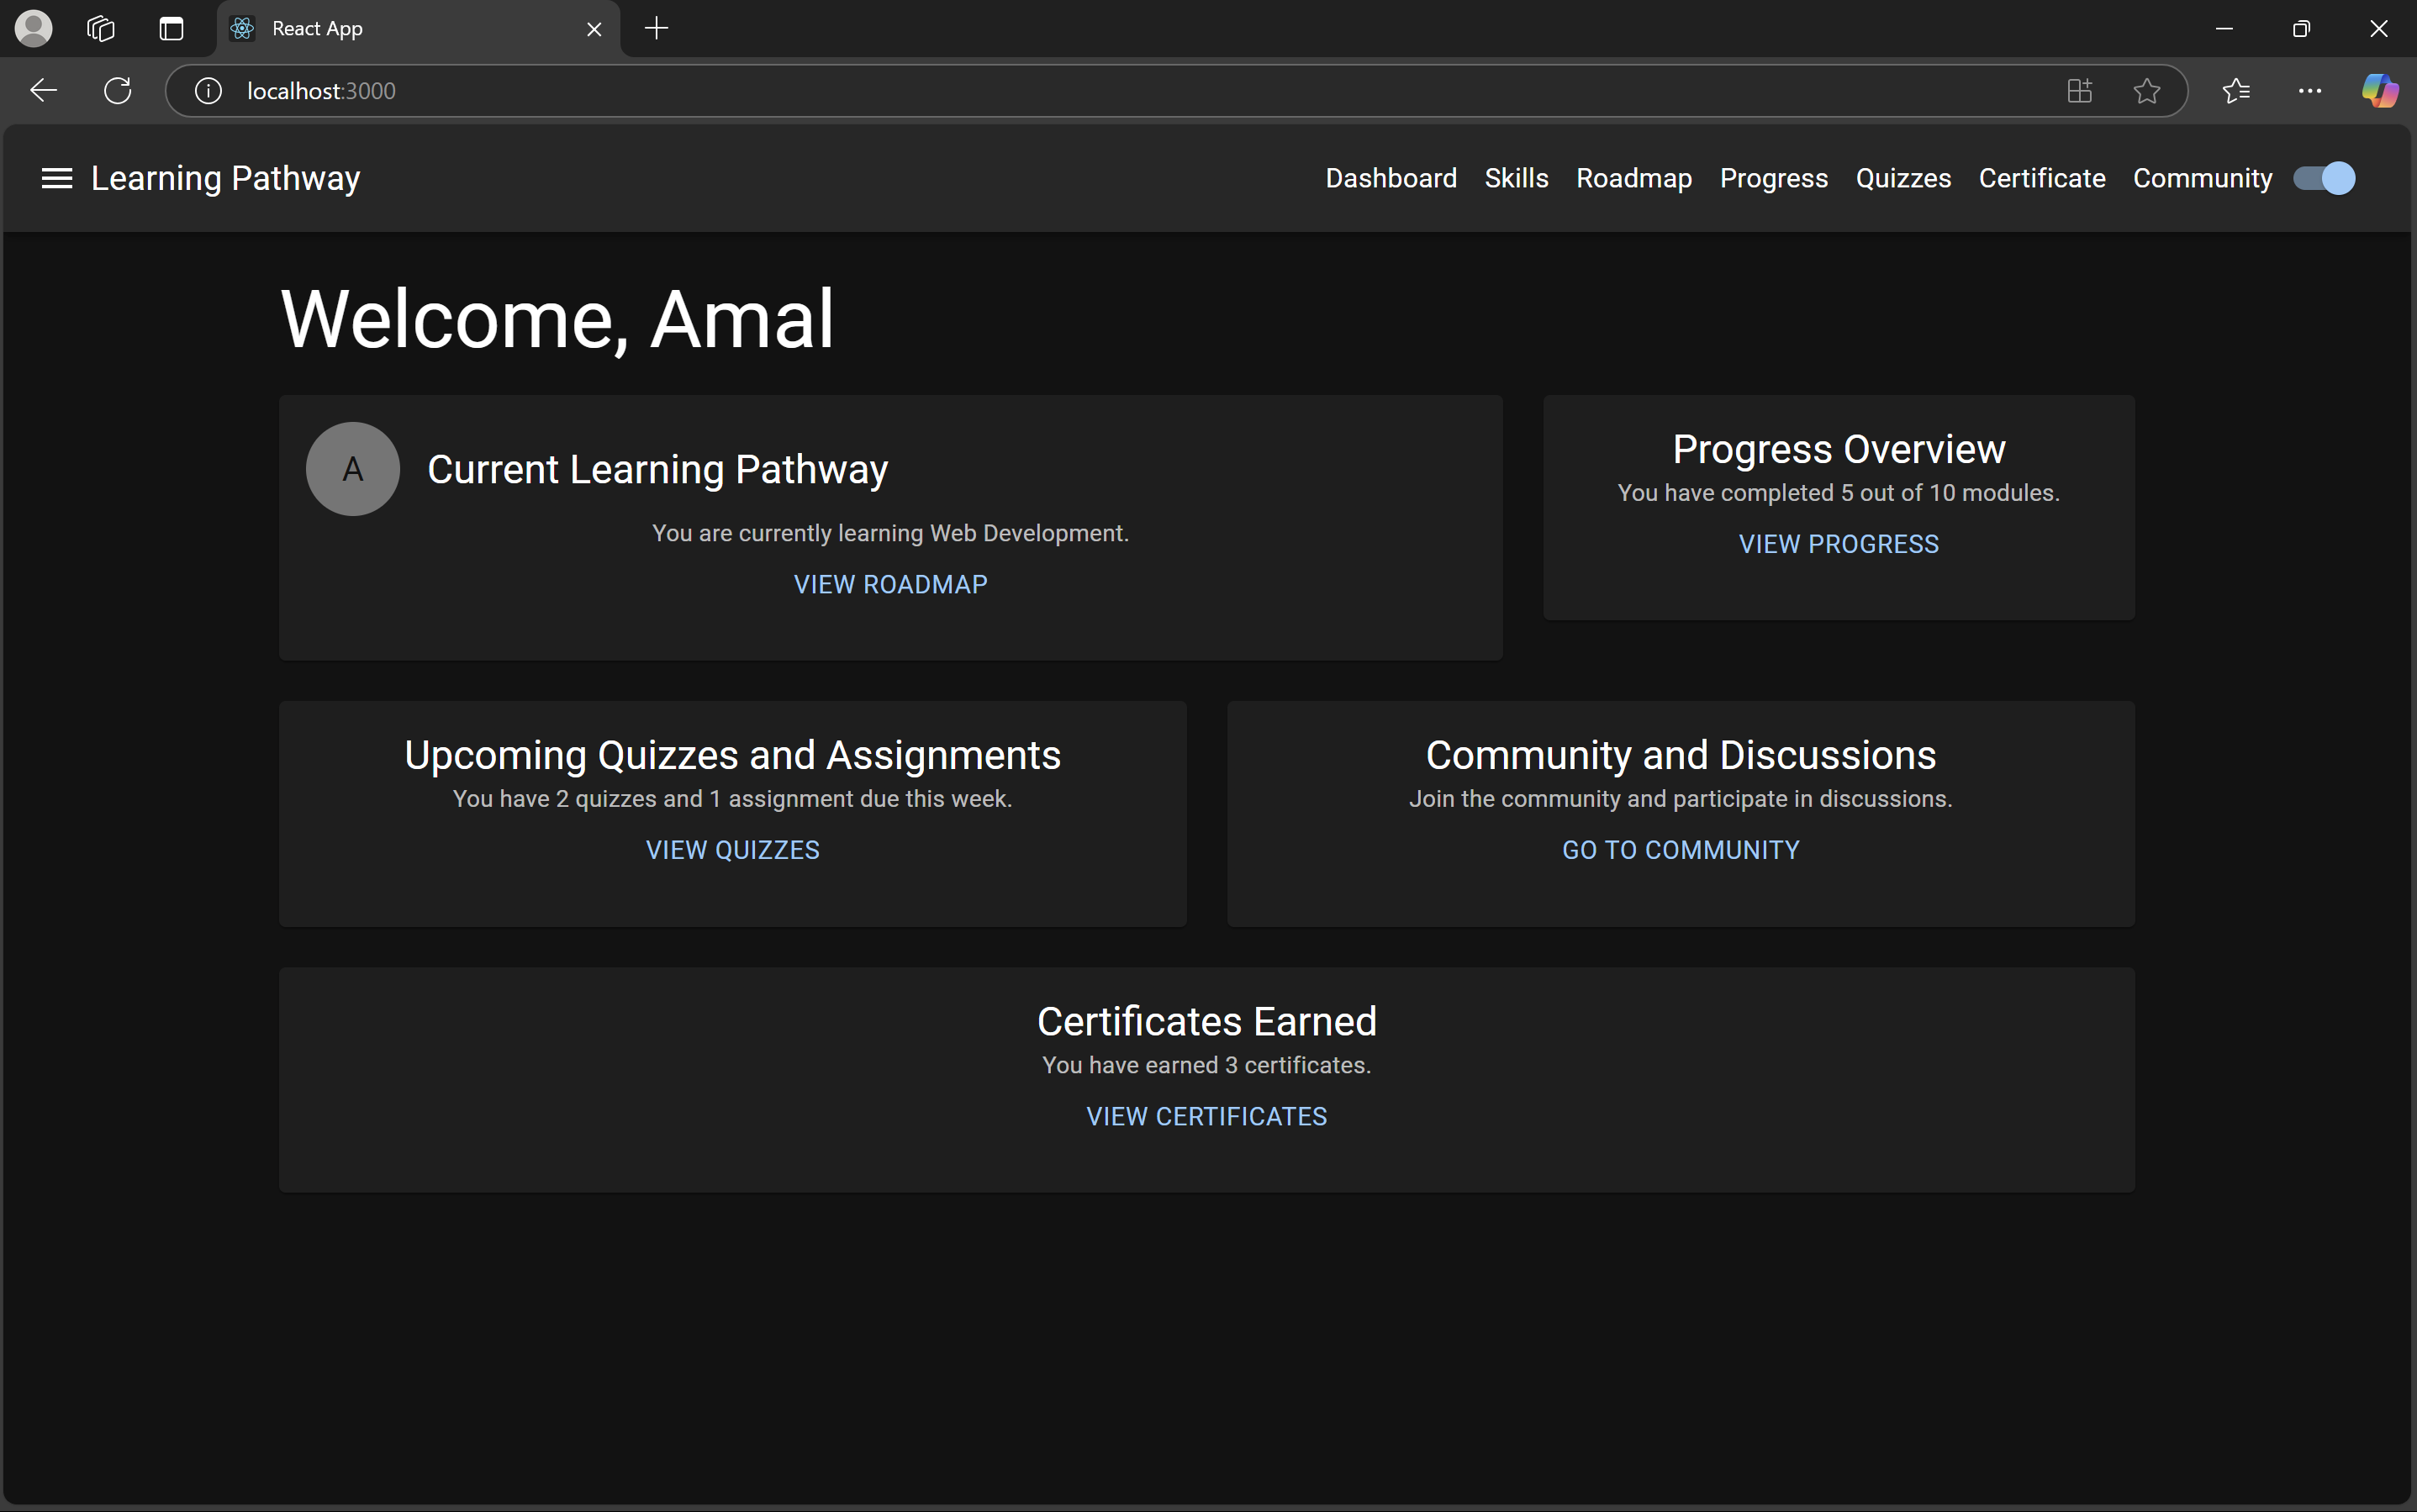 React App
localhost:3000
Learning Pathway
Dashboard Skills Roadmap Progress Quizzes Certificate Community
Welcome, Amal
A
Current Learning Pathway
You are currently learning Web Development.
VIEW ROADMAP
Progress Overview
You have completed 5 out of 10 modules.
VIEW PROGRESS
Upcoming Quizzes and Assignments
You have 2 quizzes and 1 assignment due this week.
VIEW QUIZZES
Community and Discussions
Join the community and participate in discussions.
GO TO COMMUNITY
Certificates Earned
You have earned 3 certificates.
VIEW CERTIFICATES